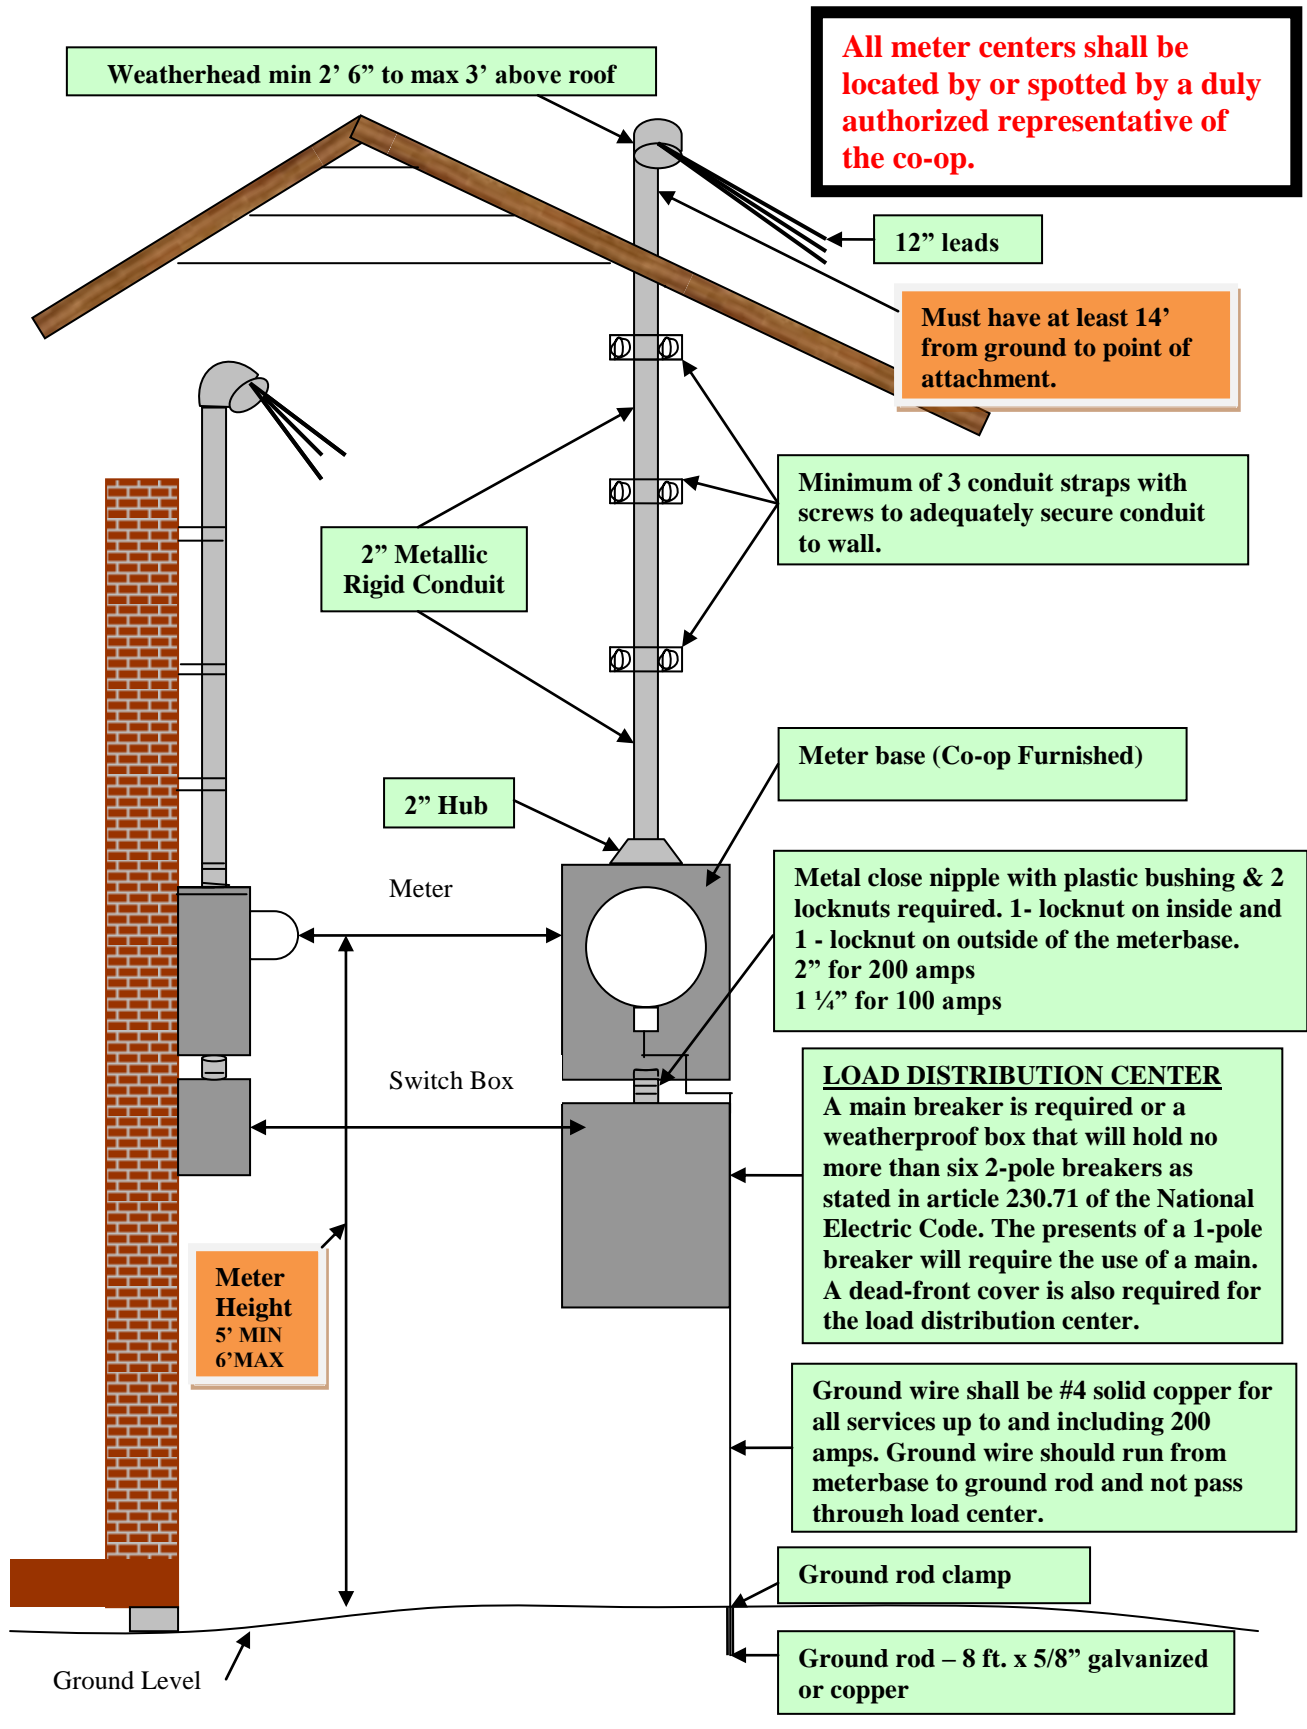 Weatherhead min 2’ 6” to max 3’ above roof
All meter centers shall be
located by or spotted by a duly
authorized representative of
the co-op.
12” leads
Must have at least 14’
from ground to point of
attachment.
Minimum of 3 conduit straps with
screws to adequately secure conduit
to wall.
2” Metallic
Rigid Conduit
Meter base (Co-op Furnished)
2” Hub
Meter
Metal close nipple with plastic bushing & 2
locknuts required. 1- locknut on inside and
1 - locknut on outside of the meterbase.
2” for 200 amps
1 ¼” for 100 amps
Switch Box
LOAD DISTRIBUTION CENTER
A main breaker is required or a
weatherproof box that will hold no
more than six 2-pole breakers as
stated in article 230.71 of the National
Electric Code. The presents of a 1-pole
breaker will require the use of a main.
A dead-front cover is also required for
the load distribution center.
Meter
Height
5’ MIN
6’MAX
Ground wire shall be #4 solid copper for
all services up to and including 200
amps. Ground wire should run from
meterbase to ground rod and not pass
through load center.
Ground rod clamp
Ground rod – 8 ft. x 5/8” galvanized
or copper
Ground Level